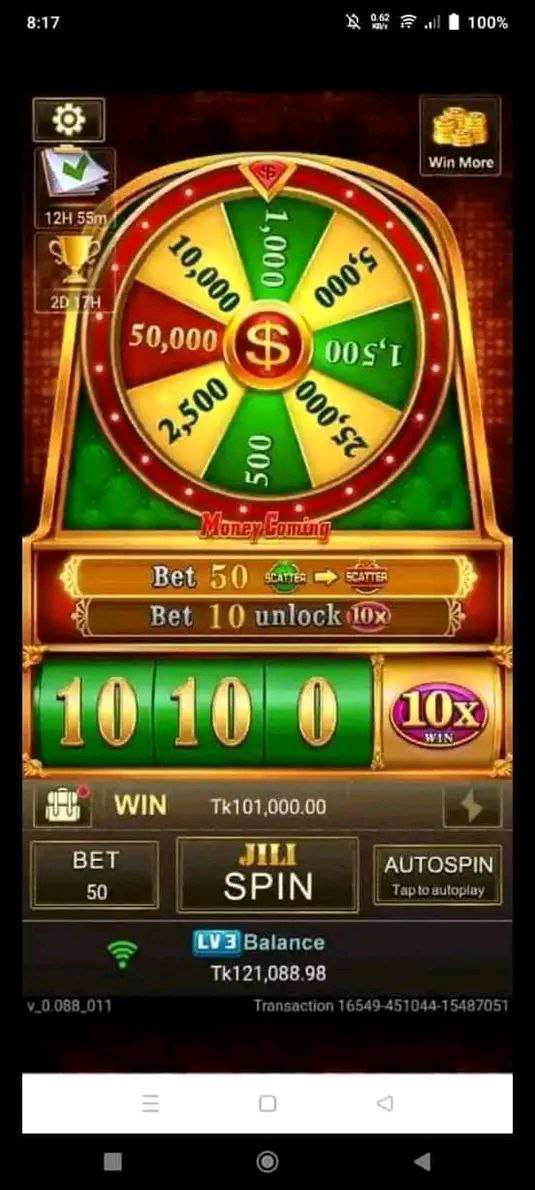 8:17
0.62
KB/s
100%
$
Win More
12H 55m
2D 17H
1,000
10,000
5,000
50,000
$
1,500
2,500
25,000
500
Money Coming
Bet 50 SCATTER SCATTER
Bet 10 unlock 10x
10 10 0 10x
WIN
WIN Tk101,000.00
BET
50
JILI
SPIN
AUTOSPIN
Tap to autoplay
LV 3 Balance
Tk121,088.98
v_0.088_011 Transaction 16549-451044-15487051